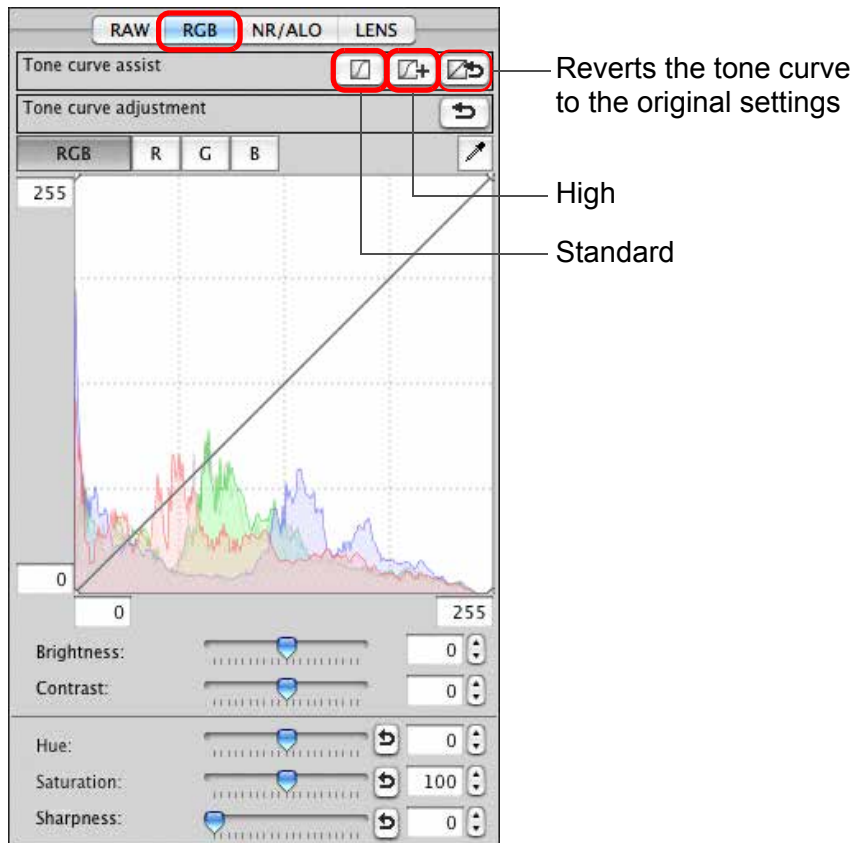 RAW RGB NR/ALO LENS
Tone curve assist
Reverts the tone curve
to the original settings
Tone curve adjustment
RGB R G B
255
High
Standard
0
0 255
Brightness: 0
Contrast: 0
Hue: 0
Saturation: 100
Sharpness: 0